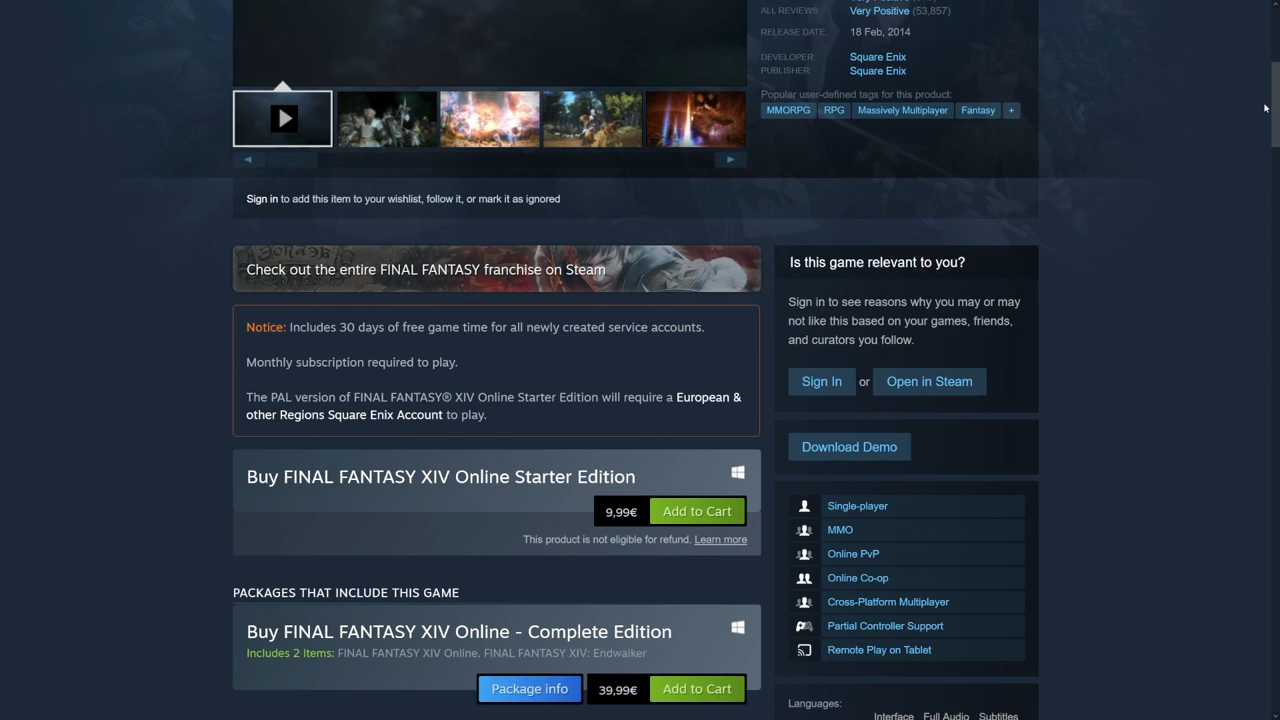 ALL REVIEWS:
Very Positive (53,857)
RELEASE DATE:
18 Feb, 2014
DEVELOPER:
Square Enix
PUBLISHER:
Square Enix
Popular user-defined tags for this product:
MMORPG RPG Massively Multiplayer Fantasy +
Sign in to add this item to your wishlist, follow it, or mark it as ignored
Check out the entire FINAL FANTASY franchise on Steam
Notice: Includes 30 days of free game time for all newly created service accounts.
Monthly subscription required to play.
The PAL version of FINAL FANTASY® XIV Online Starter Edition will require a European &
other Regions Square Enix Account to play.
Buy FINAL FANTASY XIV Online Starter Edition
9,99€ Add to Cart
This product is not eligible for refund. Learn more
PACKAGES THAT INCLUDE THIS GAME
Buy FINAL FANTASY XIV Online - Complete Edition
Includes 2 items: FINAL FANTASY XIV Online, FINAL FANTASY XIV: Endwalker
Package info 39,99€ Add to Cart
Is this game relevant to you?
Sign in to see reasons why you may or may
not like this based on your games, friends,
and curators you follow.
Sign In or Open in Steam
Download Demo
Single-player
MMO
Online PvP
Online Co-op
Cross-Platform Multiplayer
Partial Controller Support
Remote Play on Tablet
Languages:
Interface Full Audio Subtitles